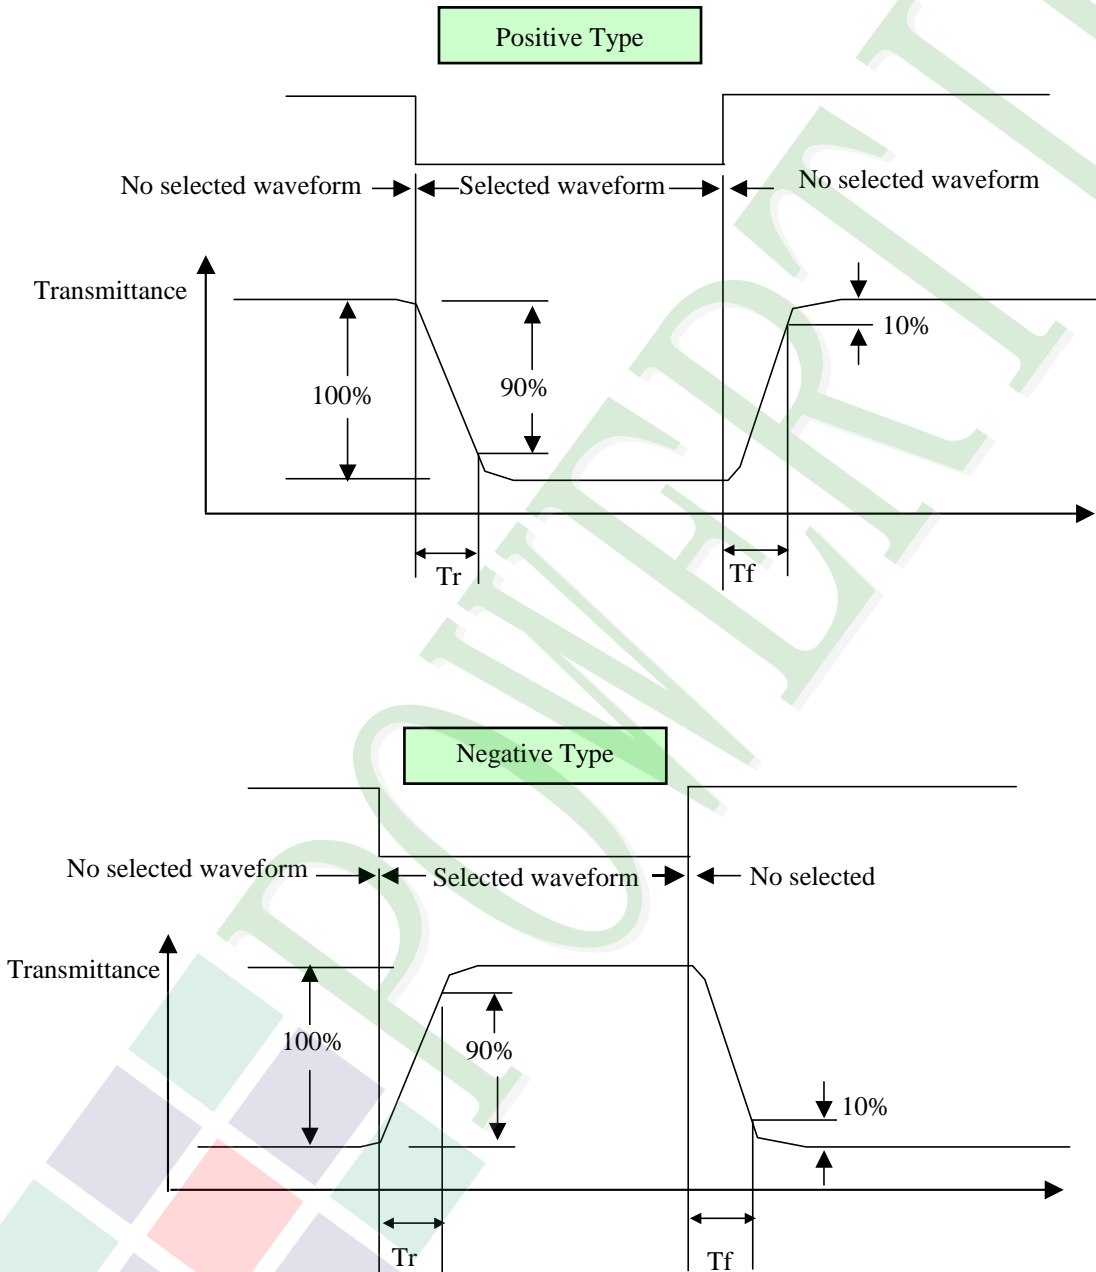 Positive Type
No selected waveform
Selected waveform
No selected waveform
Transmittance
10%
100%
90%
Tr
Tf
Negative Type
No selected waveform
Selected waveform
No selected
Transmittance
100%
90%
10%
Tr
Tf